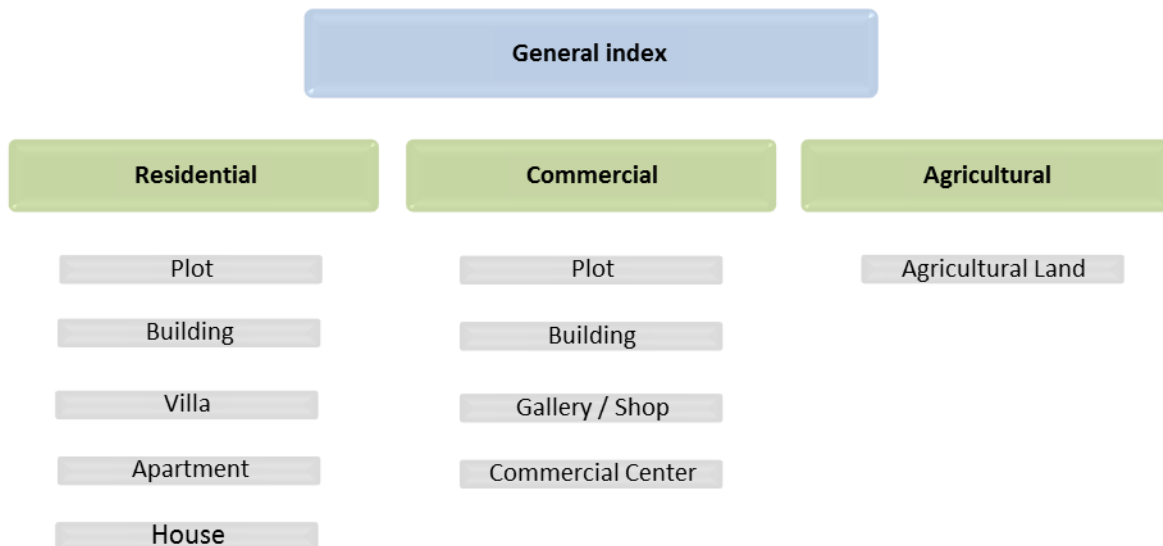 General index
Residential
Commercial
Agricultural
Plot
Plot
Agricultural Land
Building
Building
Villa
Gallery / Shop
Apartment
Commercial Center
House